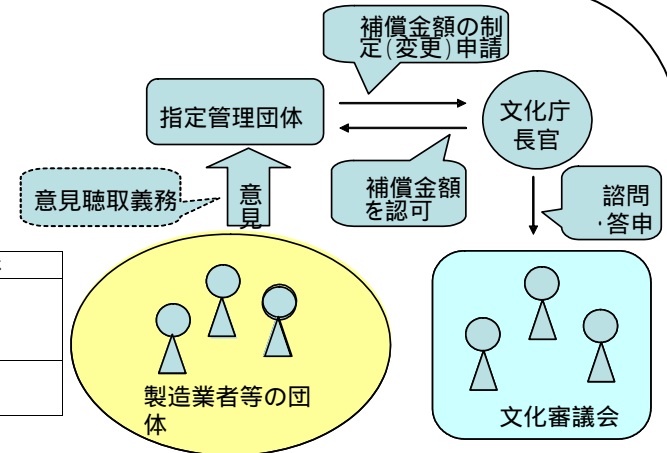 補償金額の制
定(変更)申請
指定管理団体
文化庁
長官
意見聴取義務
意
見
補償金額
を認可
諮問
・答申
製造業者等の団
体
文化審議会